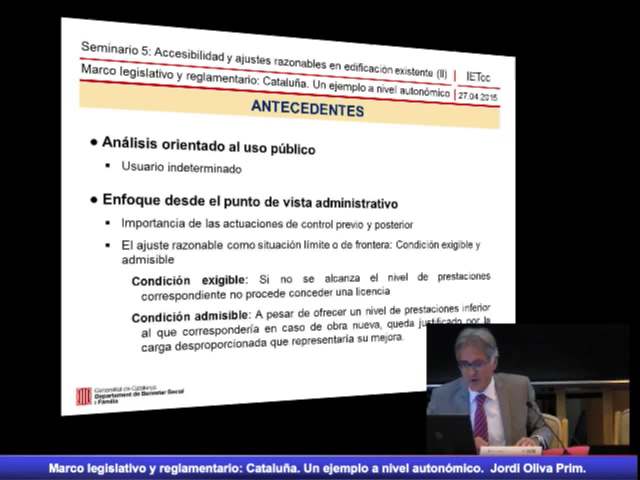 Seminario 5: Accesibilidad y ajustes razonables en edificación existente (II)
IETcc
Marco legislativo y reglamentario: Cataluña. Un ejemplo a nivel autonómico
27.04.2015
ANTECEDENTES
● Análisis orientado al uso público
▪ Usuario indeterminado
● Enfoque desde el punto de vista administrativo
▪ Importancia de las actuaciones de control previo y posterior
▪ El ajuste razonable como situación límite o de frontera: Condición exigible y
admisible
Condición exigible: Si no se alcanza el nivel de prestaciones
correspondiente no procede conceder una licencia
Condición admisible: A pesar de ofrecer un nivel de prestaciones inferior
al que correspondería en caso de obra nueva, queda justificado por la
carga desproporcionada que representaría su mejora.
Generalitat de Catalunya
Departament de Benestar Social
i Família
Marco legislativo y reglamentario: Cataluña. Un ejemplo a nivel autonómico. Jordi Oliva Prim.